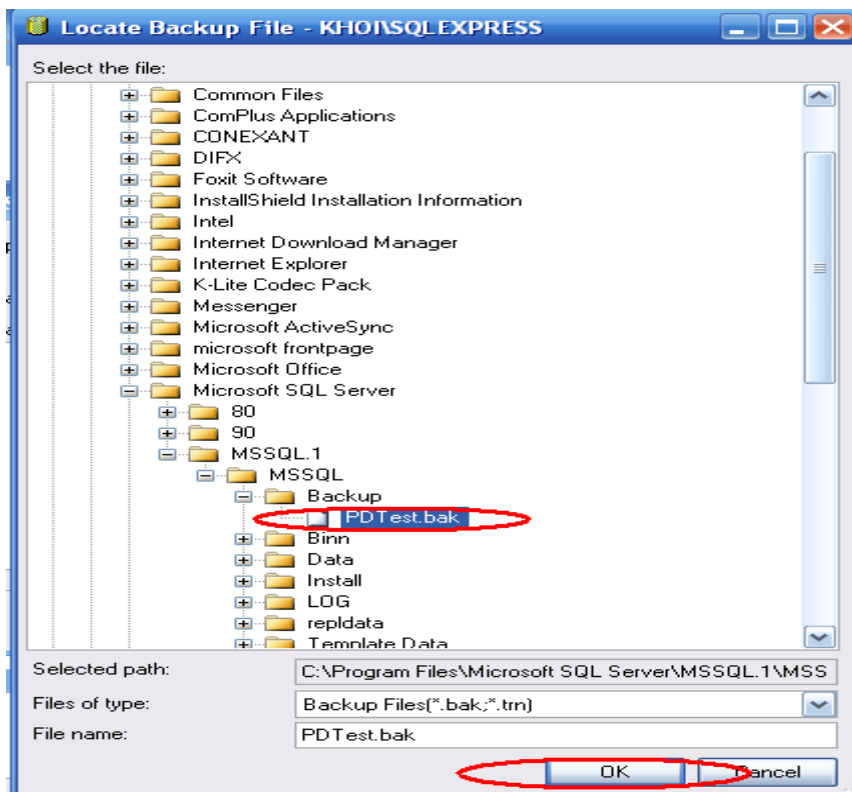 Locate Backup File - KHOI\SQLEXPRESS
Select the file:
Common Files
ComPlus Applications
CONEXANT
DIFX
Foxit Software
InstallShield Installation Information
Intel
Internet Download Manager
Internet Explorer
K-Lite Codec Pack
Messenger
Microsoft ActiveSync
microsoft frontpage
Microsoft Office
Microsoft SQL Server
80
90
MSSQL.1
MSSQL
Backup
PDTest.bak
Binn
Data
Install
LOG
repldata
Template Data
Selected path: C:\Program Files\Microsoft SQL Server\MSSQL.1\MSS
Files of type: Backup Files(*.bak;*.trn)
File name: PDTest.bak
OK Cancel